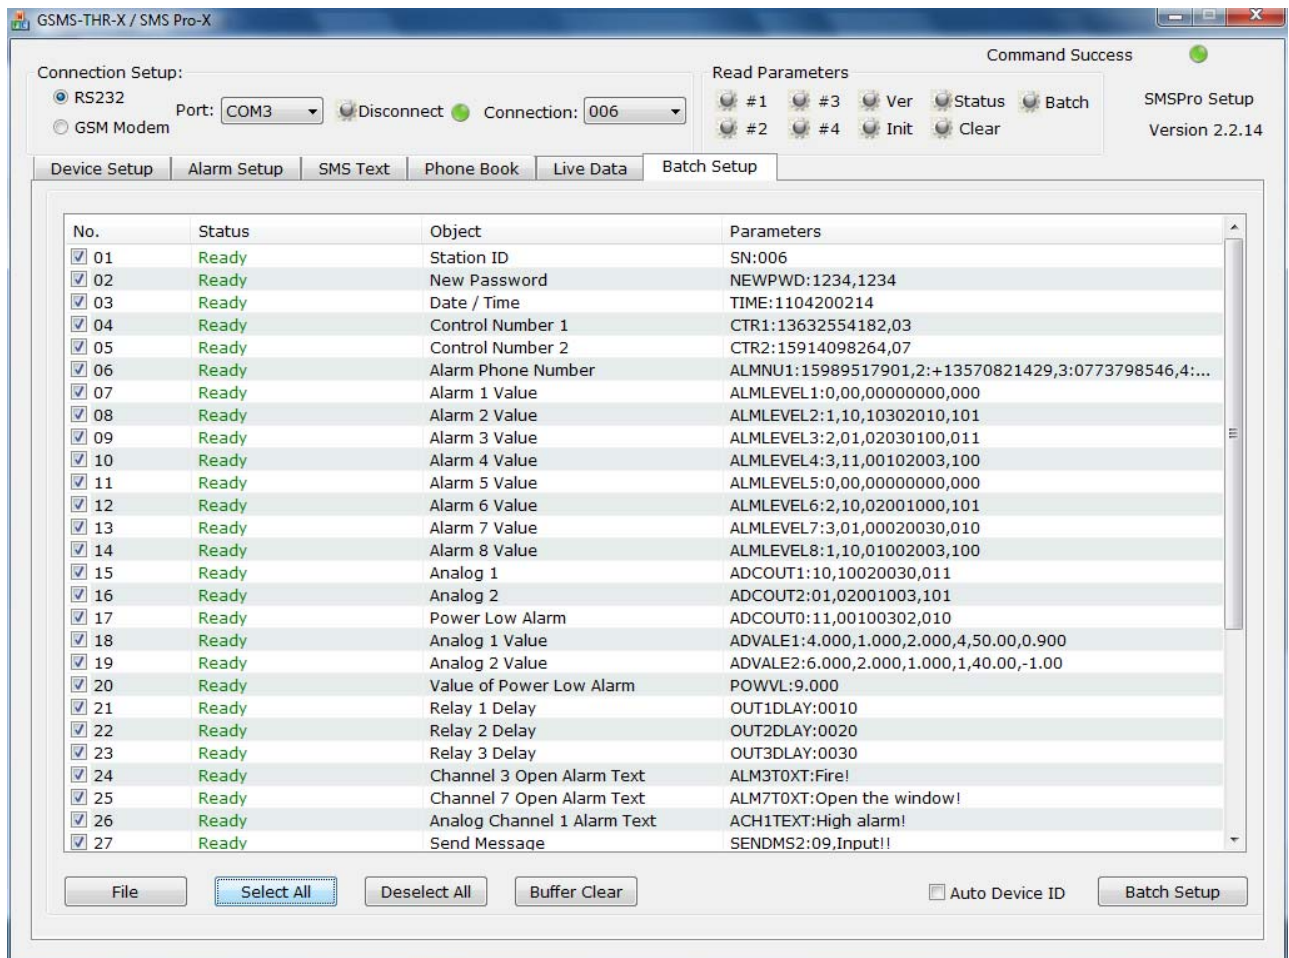 GSMS-THR-X / SMS Pro-X
Command Success
Connection Setup:
Read Parameters
RS232
Port: COM3 Disconnect Connection: 006
#1 #3 Ver Status Batch
SMSPro Setup
GSM Modem
#2 #4 Init Clear
Version 2.2.14
Device Setup Alarm Setup SMS Text Phone Book Live Data Batch Setup
No. Status Object Parameters
01 Ready Station ID SN:006
02 Ready New Password NEWPWD:1234,1234
03 Ready Date / Time TIME:1104200214
04 Ready Control Number 1 CTR1:13632554182,03
05 Ready Control Number 2 CTR2:15914098264,07
06 Ready Alarm Phone Number ALMNU1:15989517901,2:+13570821429,3:0773798546,4:...
07 Ready Alarm 1 Value ALMLEVEL1:0,00,00000000,000
08 Ready Alarm 2 Value ALMLEVEL2:1,10,10302010,101
09 Ready Alarm 3 Value ALMLEVEL3:2,01,02030100,011
10 Ready Alarm 4 Value ALMLEVEL4:3,11,00102003,100
11 Ready Alarm 5 Value ALMLEVEL5:0,00,00000000,000
12 Ready Alarm 6 Value ALMLEVEL6:2,10,02001000,101
13 Ready Alarm 7 Value ALMLEVEL7:3,01,00020030,010
14 Ready Alarm 8 Value ALMLEVEL8:1,10,01002003,100
15 Ready Analog 1 ADCOUT1:10,10020030,011
16 Ready Analog 2 ADCOUT2:01,02001003,101
17 Ready Power Low Alarm ADCOUT0:11,00100302,010
18 Ready Analog 1 Value ADVALE1:4.000,1.000,2.000,4,50.00,0.900
19 Ready Analog 2 Value ADVALE2:6.000,2.000,1.000,1,40.00,-1.00
20 Ready Value of Power Low Alarm POWVL:9.000
21 Ready Relay 1 Delay OUT1DLAY:0010
22 Ready Relay 2 Delay OUT2DLAY:0020
23 Ready Relay 3 Delay OUT3DLAY:0030
24 Ready Channel 3 Open Alarm Text ALM3T0XT:Fire!
25 Ready Channel 7 Open Alarm Text ALM7T0XT:Open the window!
26 Ready Analog Channel 1 Alarm Text ACH1TEXT:High alarm!
27 Ready Send Message SENDMS2:09,Input!!
File Select All Deselect All Buffer Clear Auto Device ID Batch Setup